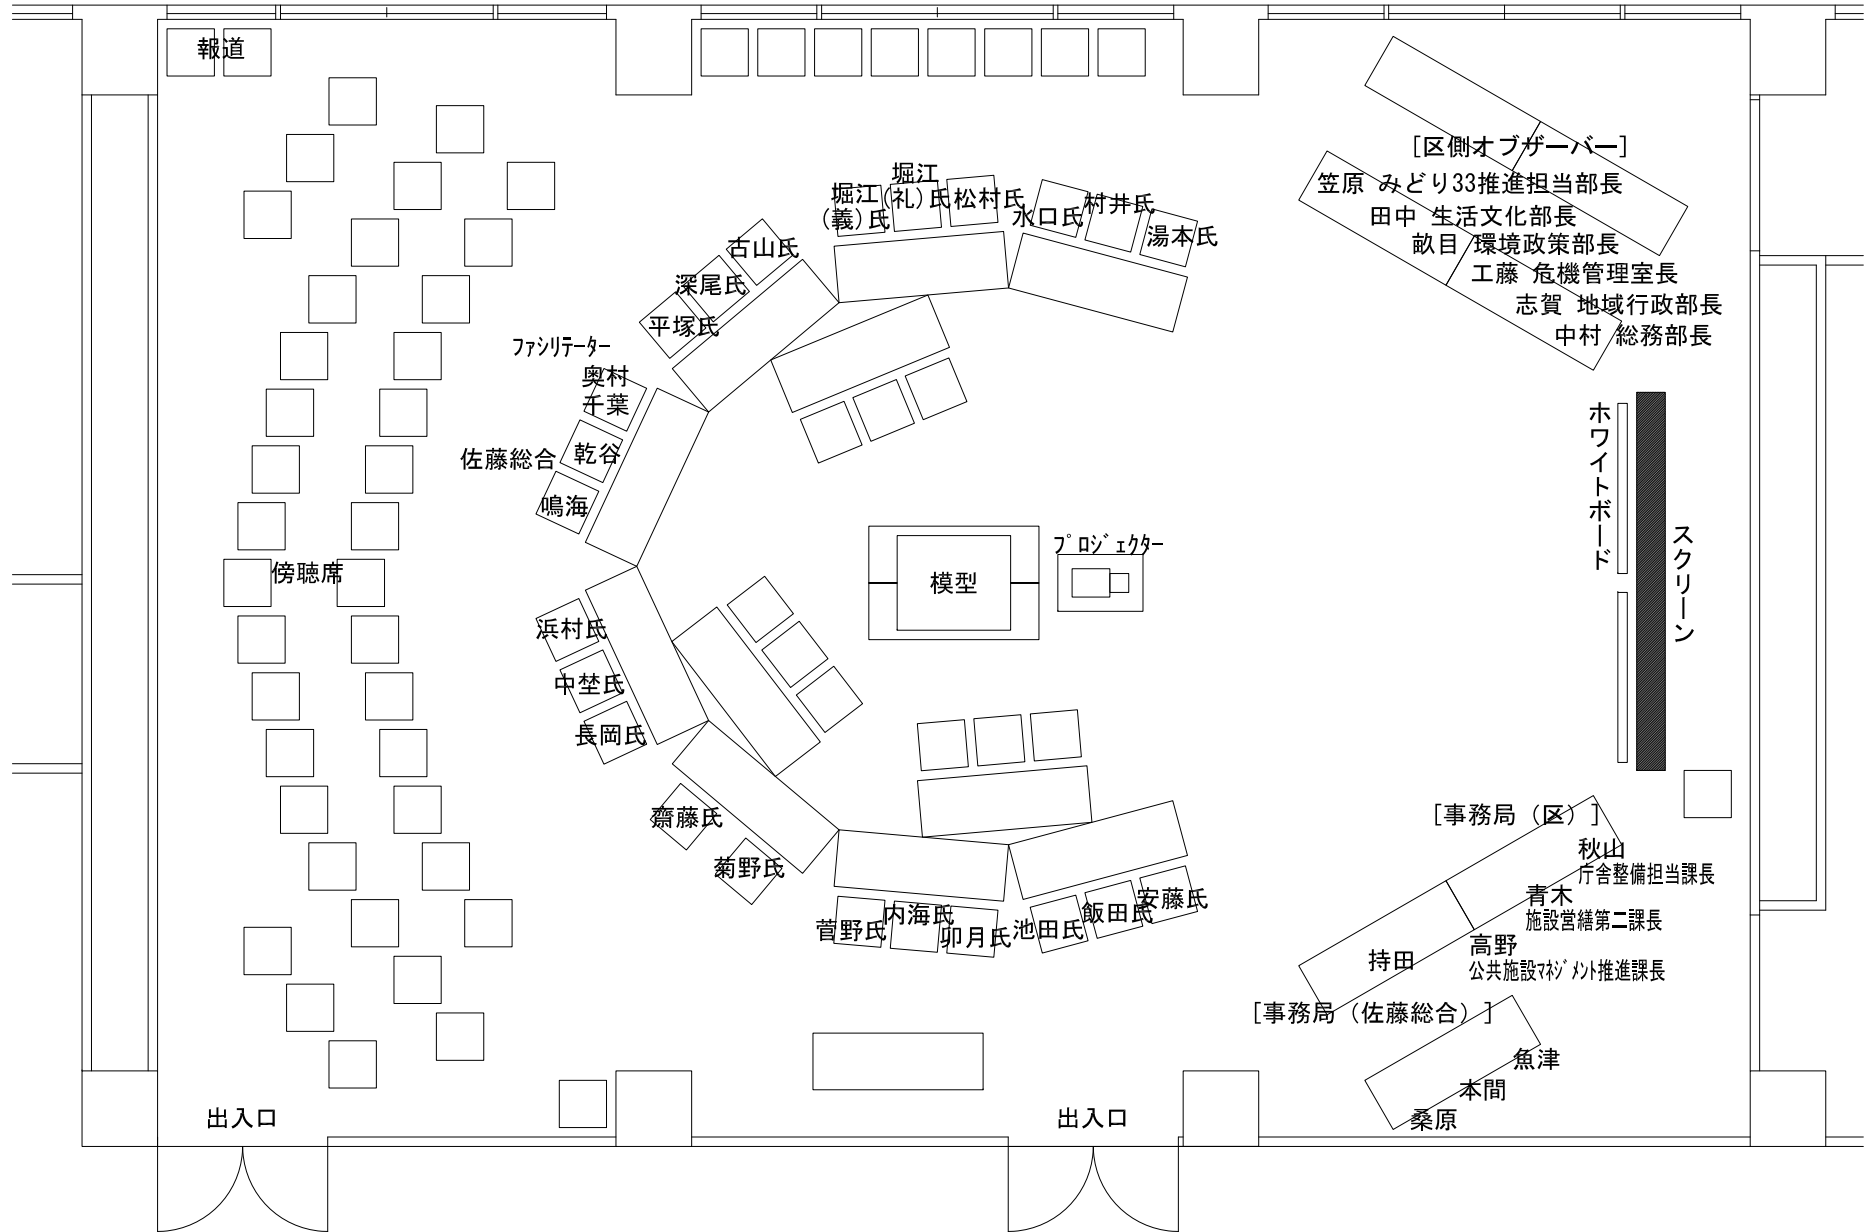 報道
[区側オブザーバー]
笠原 みどり33推進担当部長
田中 生活文化部長
畝目 環境政策部長
工藤 危機管理室長
志賀 地域行政部長
中村 総務部長
堀江
(義)氏
堀江
(礼)氏
松村氏
水口氏
村井氏
湯本氏
古山氏
深尾氏
平塚氏
ファシリテーター
奥村
千葉
佐藤総合
乾谷
鳴海
傍聴席
模型
プロジェクター
ホワイトボード
スクリーン
浜村氏
中埜氏
長岡氏
齋藤氏
菊野氏
菅野氏
内海氏
卯月氏
池田氏
飯田氏
安藤氏
[事務局（区）]
秋山
庁舎整備担当課長
青木
施設営繕第二課長
高野
公共施設マネジメント推進課長
持田
[事務局（佐藤総合）]
魚津
本間
桑原
出入口
出入口